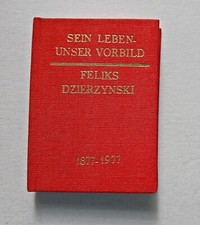 SEIN LEBEN-
UNSER VORBILD
FELIKS
DZIERZYNSKI
1877-1977